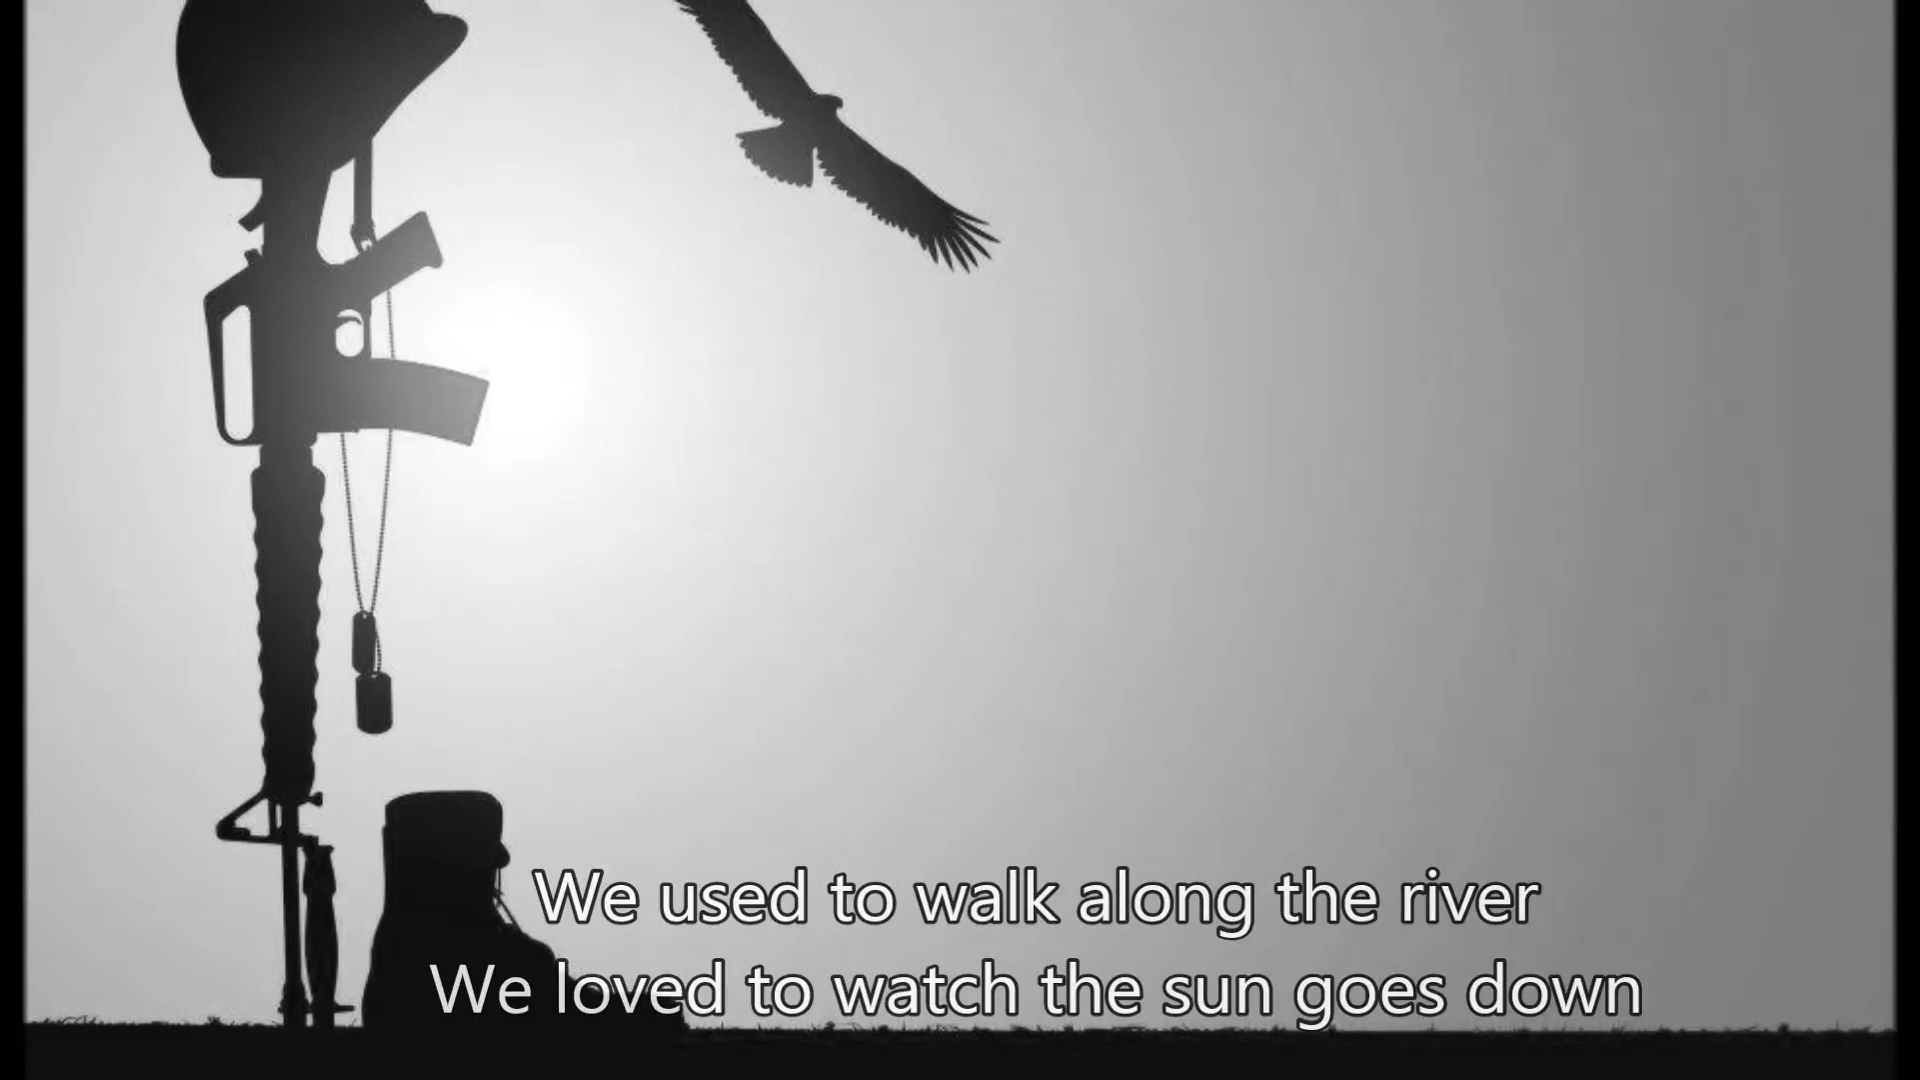 We used to walk along the river
We loved to watch the sun goes down